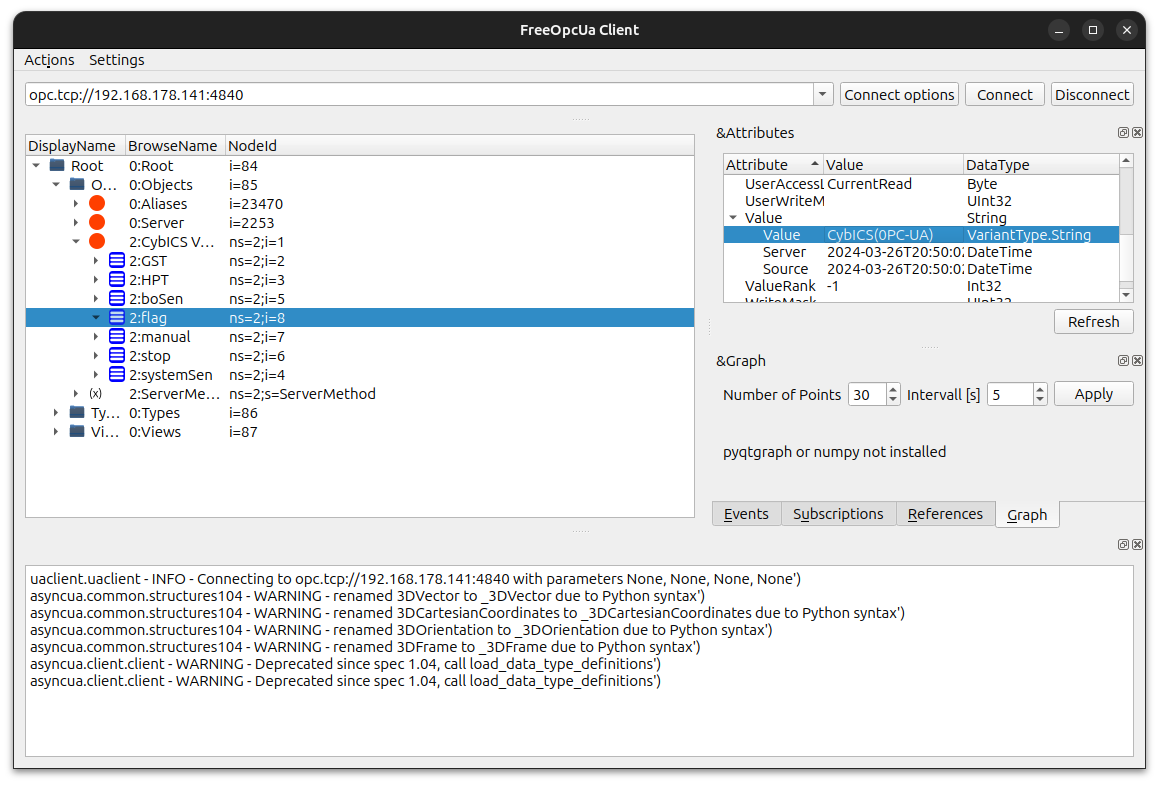 FreeOpcUa Client
Actions Settings
opc.tcp://192.168.178.141:4840 Connect options Connect Disconnect
DisplayName BrowseName NodeId
Root 0:Root i=84
O... 0:Objects i=85
0:Aliases i=23470
0:Server i=2253
2:CybICS V... ns=2;i=1
2:GST ns=2;i=2
2:HPT ns=2;i=3
2:boSen ns=2;i=5
2:flag ns=2;i=8
2:manual ns=2;i=7
2:stop ns=2;i=6
2:systemSen ns=2;i=4
(x) 2:ServerMe... ns=2;s=ServerMethod
Ty... 0:Types i=86
Vi... 0:Views i=87
&Attributes
Attribute Value DataType
UserAccessL CurrentRead Byte
UserWriteM UInt32
Value String
Value CybICS(0PC-UA) VariantType.String
Server 2024-03-26T20:50:02 DateTime
Source 2024-03-26T20:50:02 DateTime
ValueRank -1 Int32
WriteMask UInt32
Refresh
&Graph
Number of Points 30 Intervall [s] 5 Apply
pyqtgraph or numpy not installed
Events Subscriptions References Graph
uaclient.uaclient - INFO - Connecting to opc.tcp://192.168.178.141:4840 with parameters None, None, None, None')
asyncua.common.structures104 - WARNING - renamed 3DVector to _3DVector due to Python syntax')
asyncua.common.structures104 - WARNING - renamed 3DCartesianCoordinates to _3DCartesianCoordinates due to Python syntax')
asyncua.common.structures104 - WARNING - renamed 3DOrientation to _3DOrientation due to Python syntax')
asyncua.common.structures104 - WARNING - renamed 3DFrame to _3DFrame due to Python syntax')
asyncua.client.client - WARNING - Deprecated since spec 1.04, call load_data_type_definitions')
asyncua.client.client - WARNING - Deprecated since spec 1.04, call load_data_type_definitions')